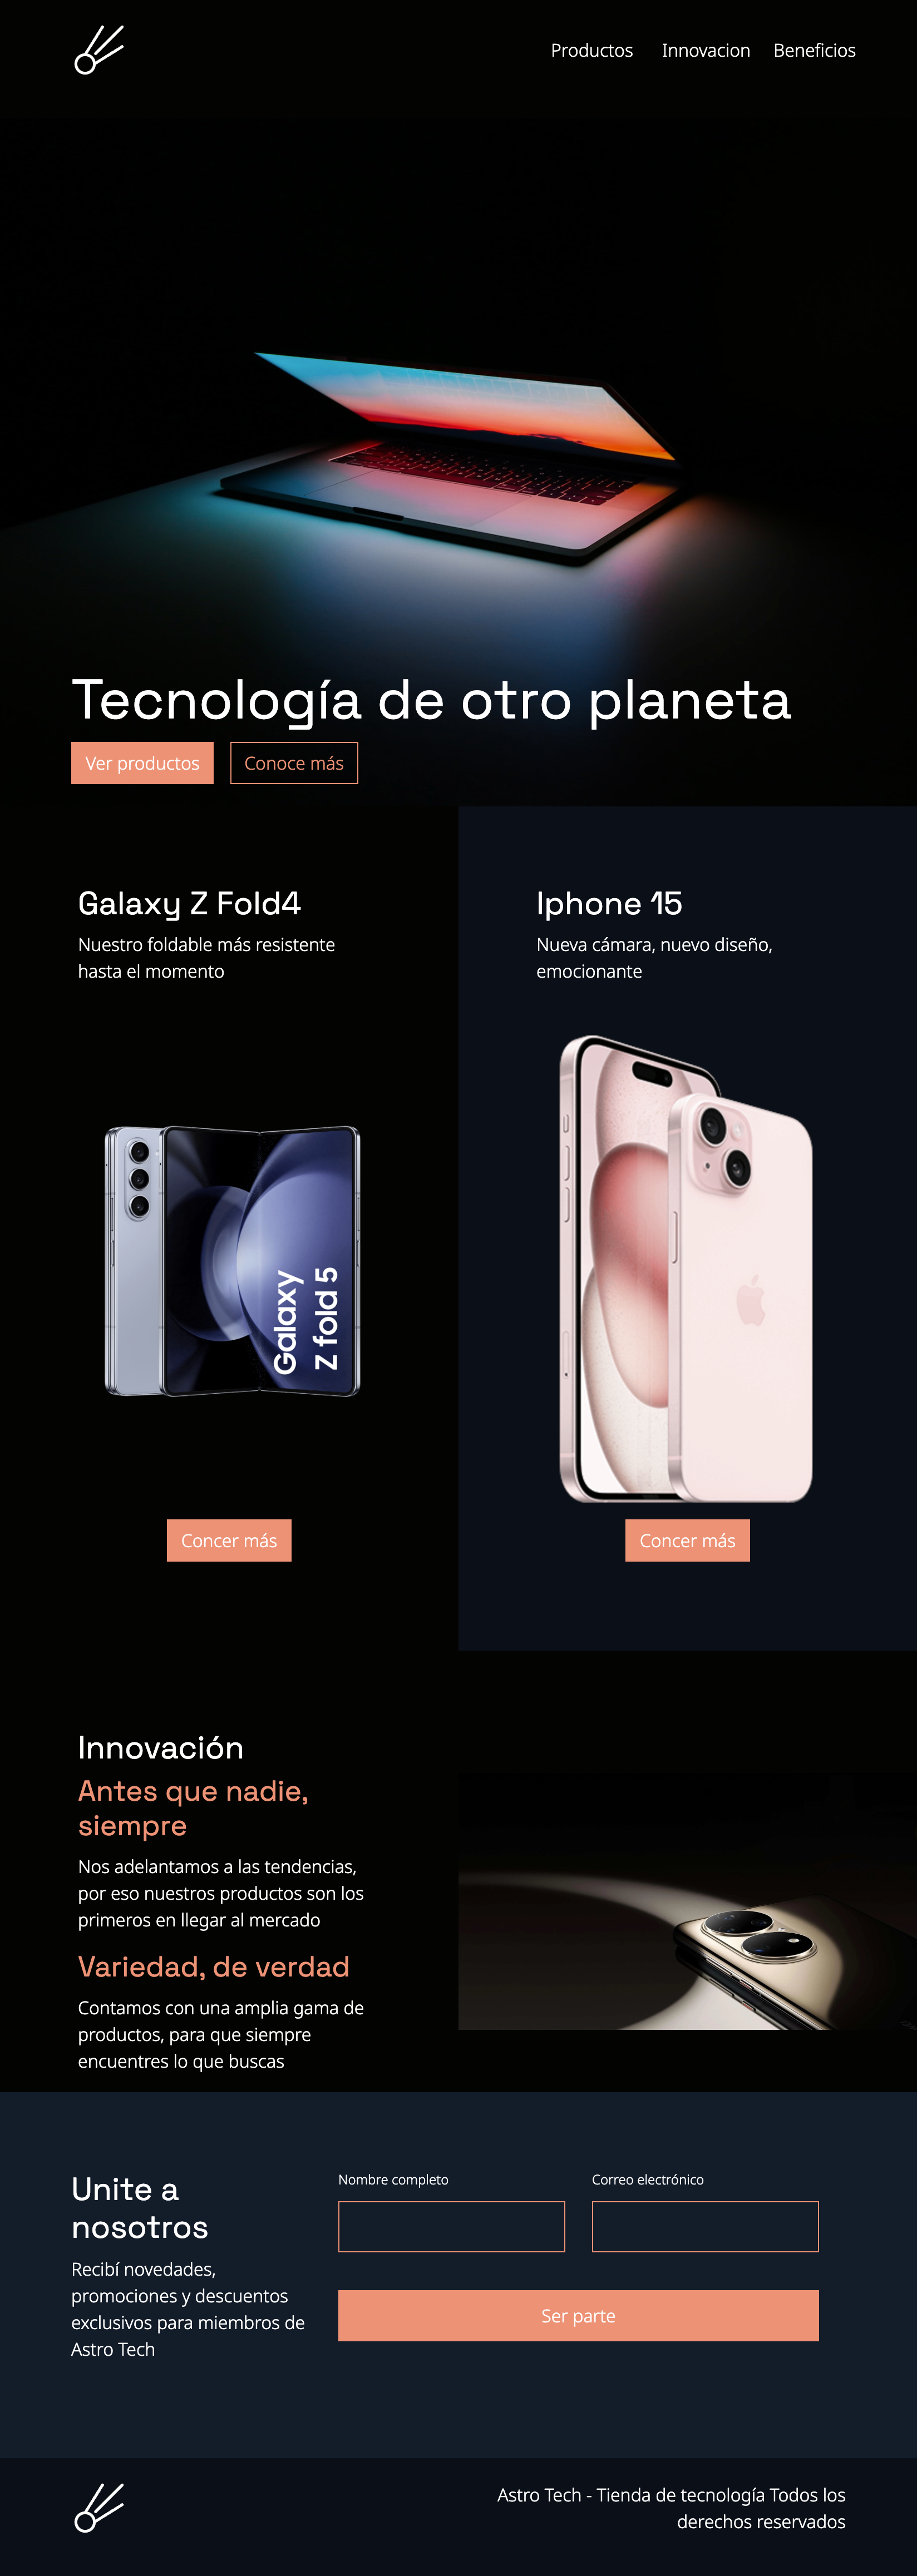 Productos Innovacion Beneficios
Tecnología de otro planeta
Ver productos Conoce más
Galaxy Z Fold4
Nuestro foldable más resistente
hasta el momento
Galaxy
Z fold 5
Concer más
Iphone 15
Nueva cámara, nuevo diseño,
emocionante
Concer más
Innovación
Antes que nadie,
siempre
Nos adelantamos a las tendencias,
por eso nuestros productos son los
primeros en llegar al mercado
Variedad, de verdad
Contamos con una amplia gama de
productos, para que siempre
encuentres lo que buscas
Unite a
nosotros
Recibí novedades,
promociones y descuentos
exclusivos para miembros de
Astro Tech
Nombre completo
Correo electrónico
Ser parte
Astro Tech - Tienda de tecnología Todos los
derechos reservados